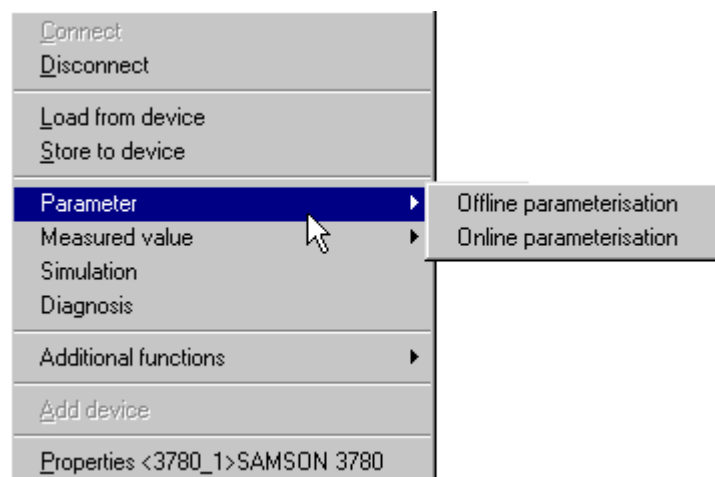 Connect
Disconnect
Load from device
Store to device
Parameter
Offline parameterisation
Measured value
Online parameterisation
Simulation
Diagnosis
Additional functions
Add device
Properties <3780_1>SAMSON 3780